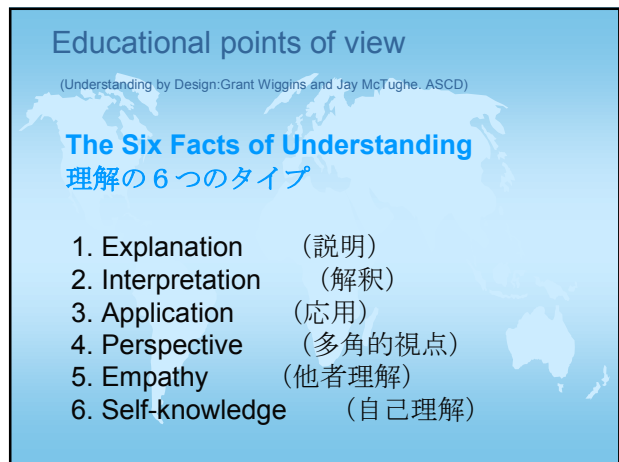 Educational points of view
(Understanding by Design:Grant Wiggins and Jay McTughe. ASCD)
The Six Facts of Understanding
理解の６つのタイプ
1. Explanation （説明）
2. Interpretation （解釈）
3. Application （応用）
4. Perspective （多角的視点）
5. Empathy （他者理解）
6. Self-knowledge （自己理解）